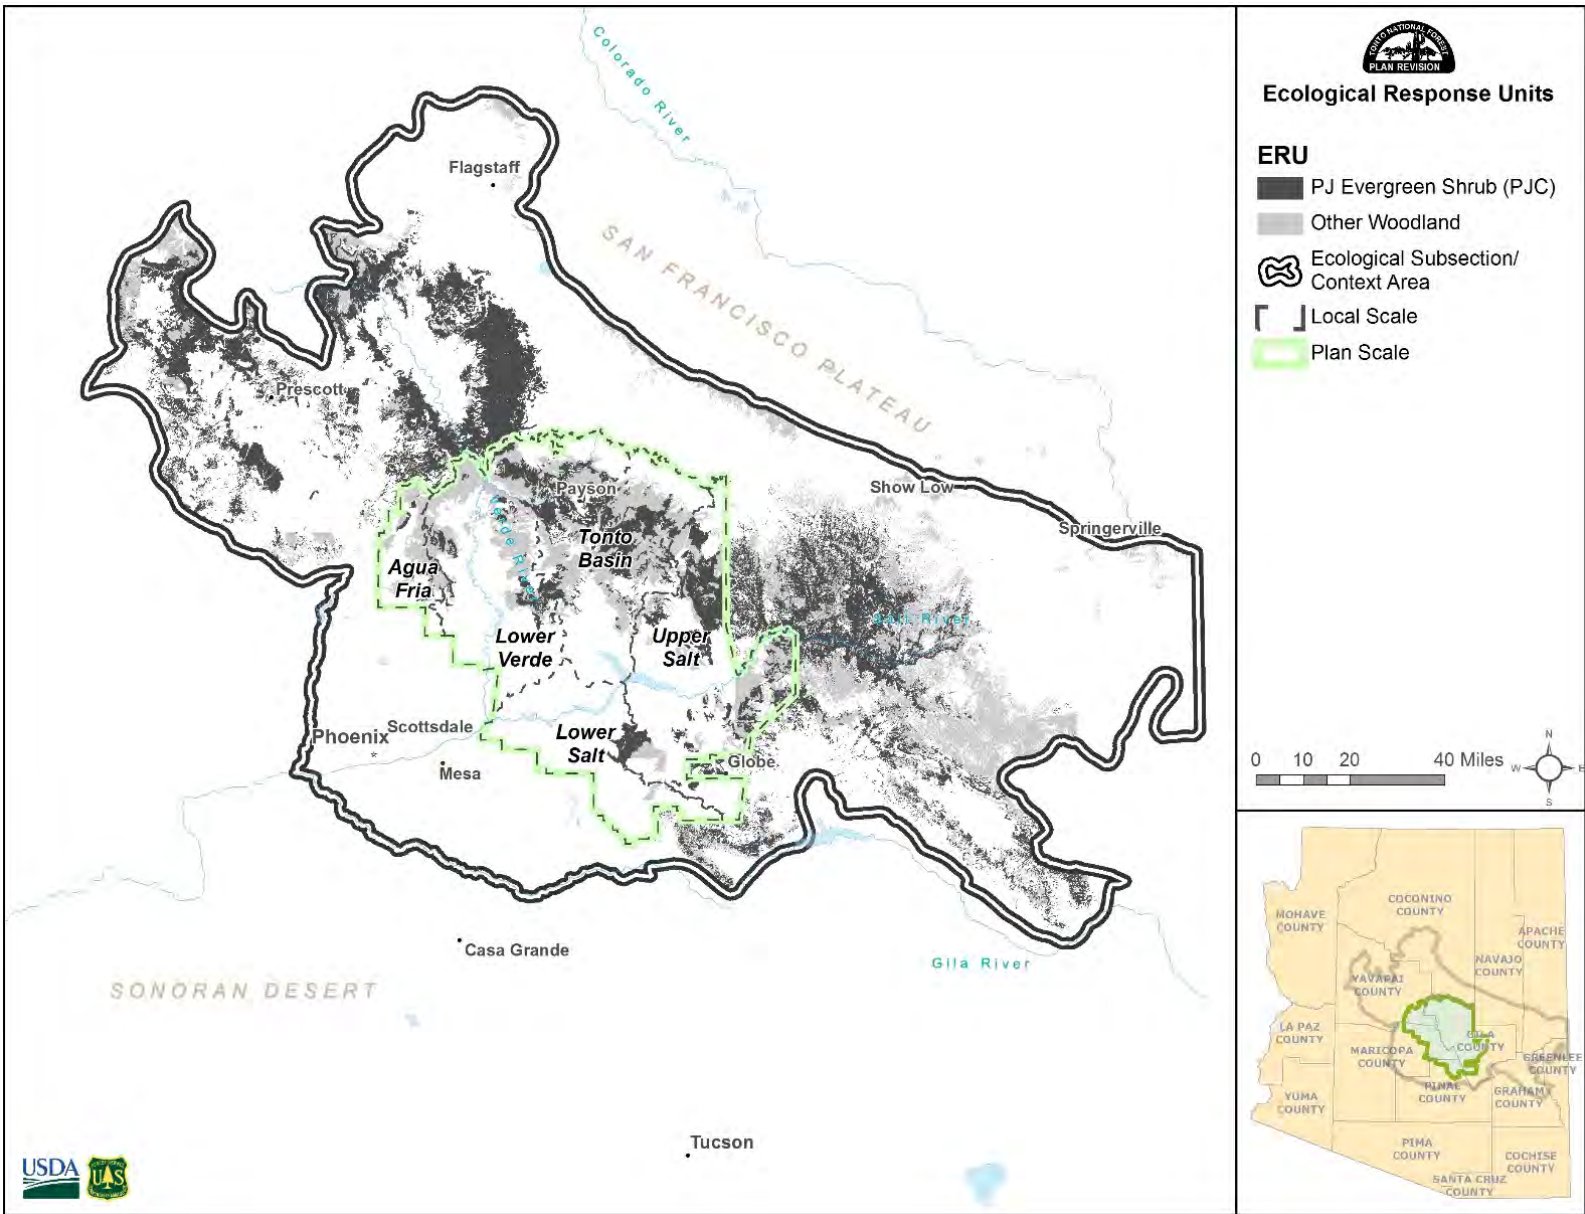 Colorado River
Flagstaff
SAN FRANCISCO PLATEAU
Prescott
Payson
Show Low
Springerville
Verde River
Tonto
Basin
Agua
Fria
Salt River
Lower
Verde
Upper
Salt
Phoenix
Scottsdale
Lower
Salt
Mesa
Globe
Casa Grande
Gila River
SONORAN DESERT
Tucson
USDA
TONTO NATIONAL FOREST
PLAN REVISION
Ecological Response Units
ERU
PJ Evergreen Shrub (PJC)
Other Woodland
Ecological Subsection/
Context Area
Local Scale
Plan Scale
0 10 20 40 Miles
N
W E
S
COCONINO
COUNTY
MOHAVE
COUNTY
APACHE
COUNTY
NAVAJO
COUNTY
YAVAPAI
COUNTY
LA PAZ
COUNTY
GILA
COUNTY
MARICOPA
COUNTY
GREENLEE
COUNTY
PINAL
COUNTY
GRAHAM
COUNTY
YUMA
COUNTY
PIMA
COUNTY
COCHISE
COUNTY
SANTA CRUZ
COUNTY